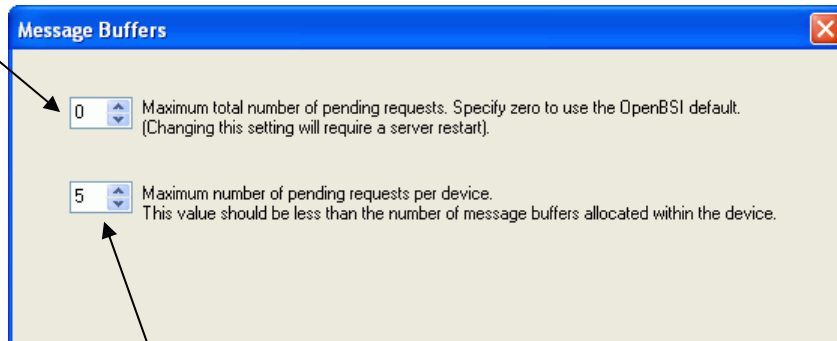 Message Buffers
0
Maximum total number of pending requests. Specify zero to use the OpenBSI default.
(Changing this setting will require a server restart).
5
Maximum number of pending requests per device.
This value should be less than the number of message buffers allocated within the device.